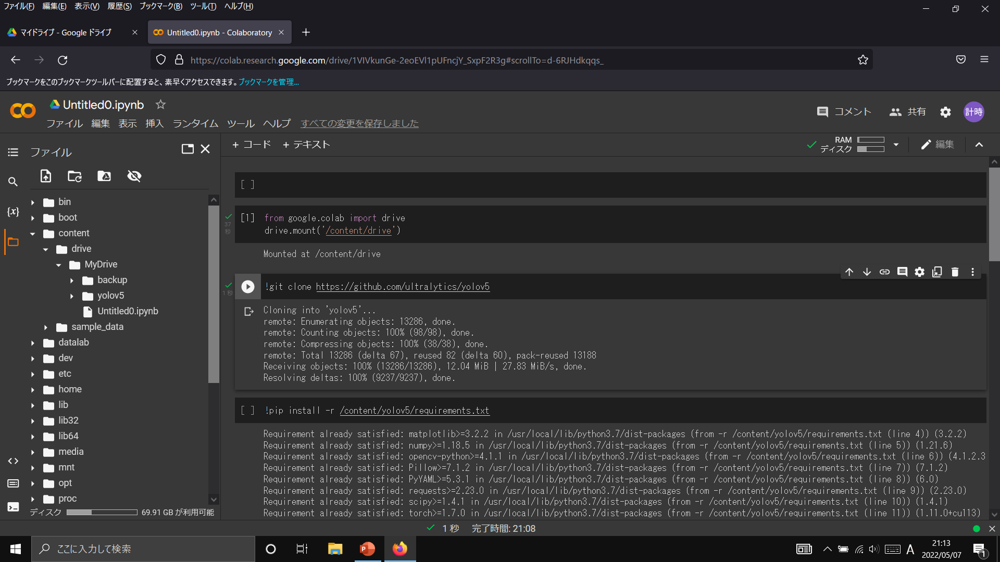 ファイル(F) 編集(E) 表示(V) 履歴(S) ブックマーク(B) ツール(T) ヘルプ(H)
マイドライブ - Google ドライブ
Untitled0.ipynb - Colaboratory
https://colab.research.google.com/drive/1VIVkunGe-2eoEVl1pUFncjY_SxpF2R3g#scrollTo=d-6RJHdkqqs_
ブックマークをこのブックマークツールバーに配置すると、素早くアクセスできます。ブックマークを管理...
Untitled0.ipynb
コメント 共有 計時
ファイル 編集 表示 挿入 ランタイム ツール ヘルプ すべての変更を保存しました
ファイル
+ コード + テキスト
RAM
ディスク
編集
bin
boot
content
drive
MyDrive
backup
yolov5
Untitled0.ipynb
sample_data
datalab
dev
etc
home
lib
lib32
lib64
media
mnt
opt
proc
ディスク 69.91 GB が利用可能
{x}
[ ]
[1] from google.colab import drive
drive.mount('/content/drive')
37
秒
Mounted at /content/drive
1 秒
!git clone https://github.com/ultralytics/yolov5
Cloning into 'yolov5'...
remote: Enumerating objects: 13286, done.
remote: Counting objects: 100% (98/98), done.
remote: Compressing objects: 100% (38/38), done.
remote: Total 13286 (delta 67), reused 82 (delta 60), pack-reused 13188
Receiving objects: 100% (13286/13286), 12.04 MiB | 27.83 MiB/s, done.
Resolving deltas: 100% (9237/9237), done.
[ ] !pip install -r /content/yolov5/requirements.txt
Requirement already satisfied: matplotlib>=3.2.2 in /usr/local/lib/python3.7/dist-packages (from -r /content/yolov5/requirements.txt (line 4)) (3.2.2)
Requirement already satisfied: numpy>=1.18.5 in /usr/local/lib/python3.7/dist-packages (from -r /content/yolov5/requirements.txt (line 5)) (1.21.6)
Requirement already satisfied: opencv-python>=4.1.1 in /usr/local/lib/python3.7/dist-packages (from -r /content/yolov5/requirements.txt (line 6)) (4.1.2.3
Requirement already satisfied: Pillow>=7.1.2 in /usr/local/lib/python3.7/dist-packages (from -r /content/yolov5/requirements.txt (line 7)) (7.1.2)
Requirement already satisfied: PyYAML>=5.3.1 in /usr/local/lib/python3.7/dist-packages (from -r /content/yolov5/requirements.txt (line 8)) (6.0)
Requirement already satisfied: requests>=2.23.0 in /usr/local/lib/python3.7/dist-packages (from -r /content/yolov5/requirements.txt (line 9)) (2.23.0)
Requirement already satisfied: scipy>=1.4.1 in /usr/local/lib/python3.7/dist-packages (from -r /content/yolov5/requirements.txt (line 10)) (1.4.1)
Requirement already satisfied: torch>=1.7.0 in /usr/local/lib/python3.7/dist-packages (from -r /content/yolov5/requirements.txt (line 11)) (1.11.0+cu113)
1 秒 完了時間: 21:08
ここに入力して検索
P
A
21:13
2022/05/07
1